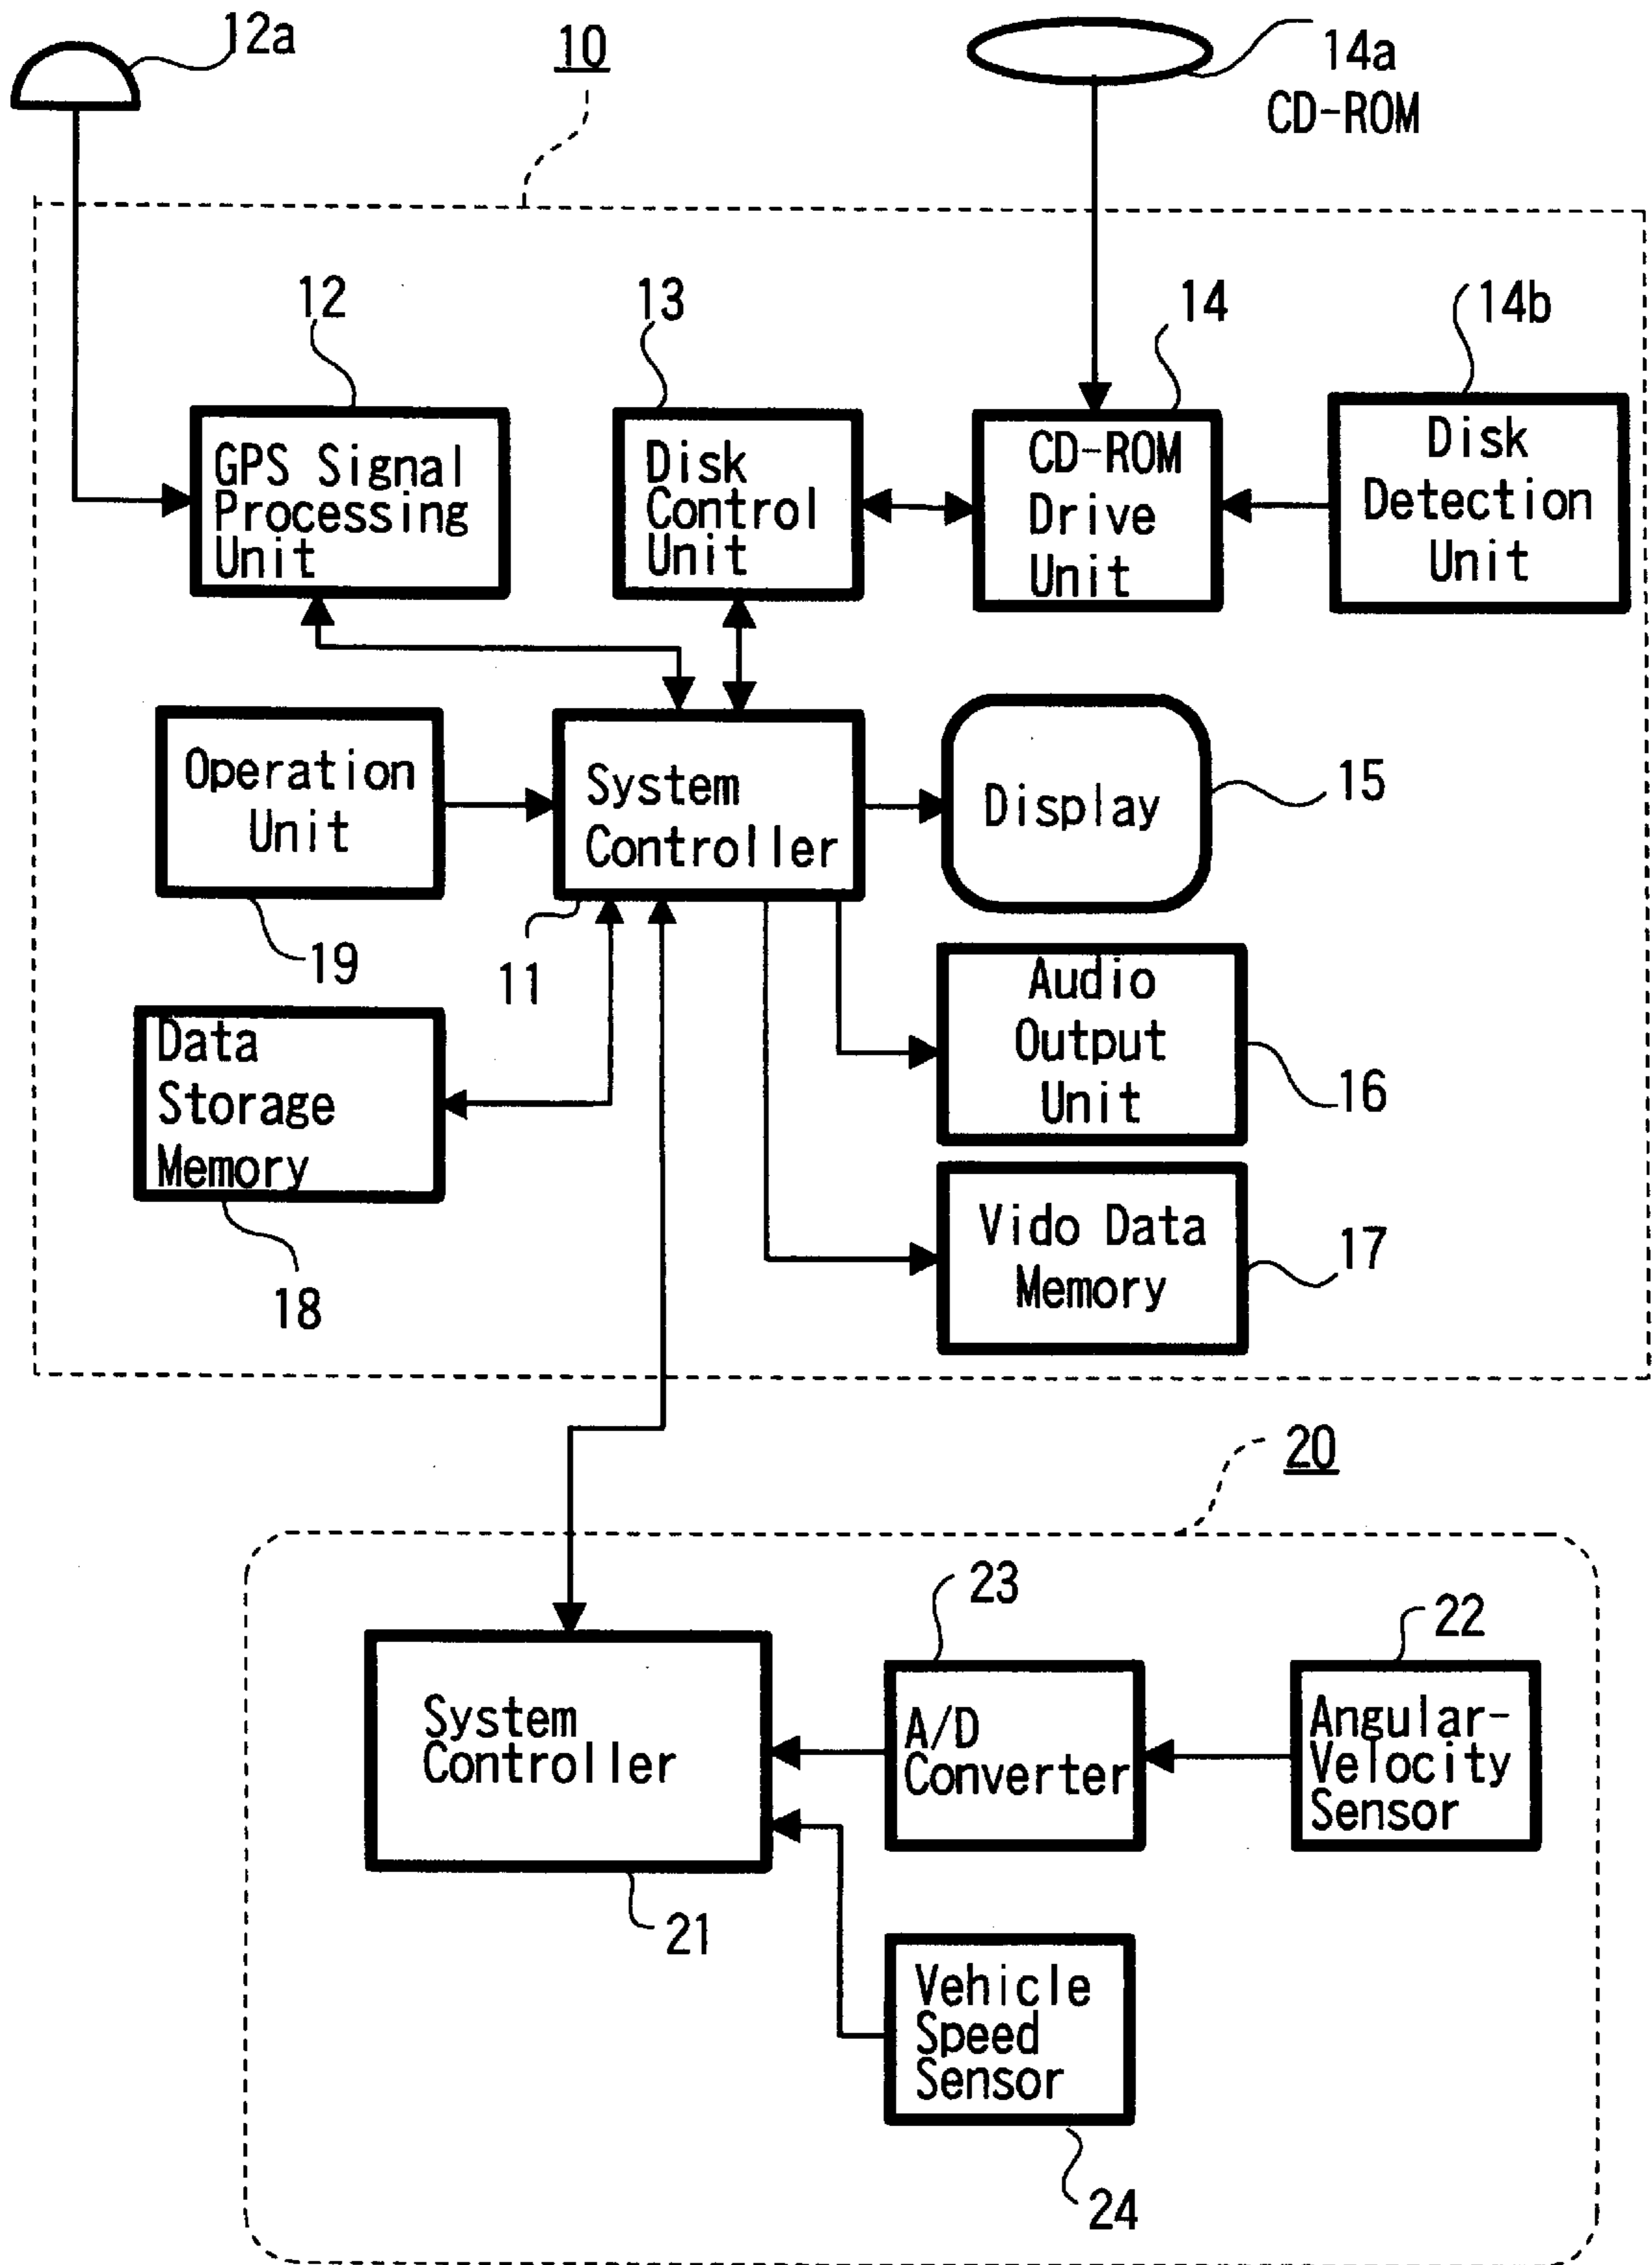 12a
10
14a
CD-ROM
12
13
14
14b
GPS Signal
Processing
Unit
Disk
Control
Unit
CD-ROM
Drive
Unit
Disk
Detection
Unit
Operation
Unit
System
Controller
Display
15
19
11
Data
Storage
Memory
Audio
Output
Unit
16
18
Vido Data
Memory
17
20
23
22
System
Controller
A/D
Converter
Angular-
Velocity
Sensor
21
Vehicle
Speed
Sensor
24